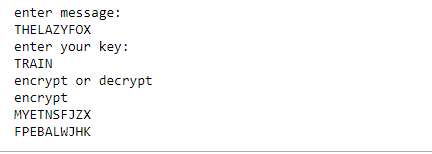 enter message:
THELAZYFOX
enter your key:
TRAIN
encrypt or decrypt
encrypt
MYETNSFJZX
FPEBALWJHK